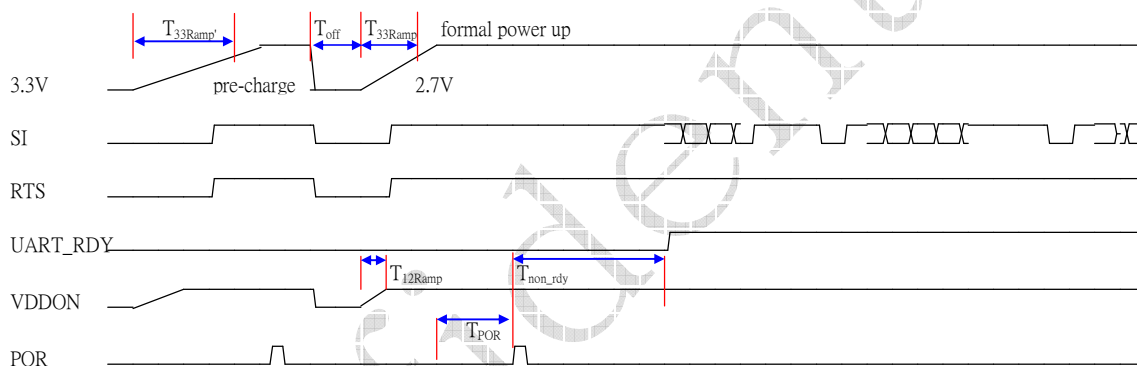 T33Ramp' Toff T33Ramp formal power up
3.3V pre-charge 2.7V
SI
RTS
UART_RDY
T12Ramp Tnon_rdy
VDDON
TPOR
POR
fiden